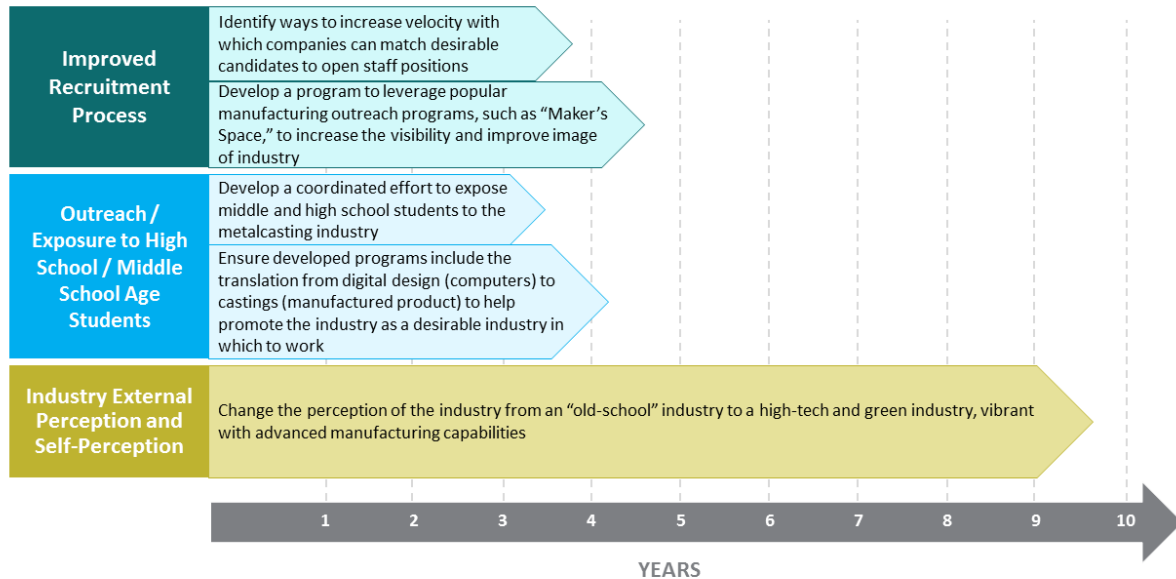 Improved
Recruitment
Process
Identify ways to increase velocity with
which companies can match desirable
candidates to open staff positions
Develop a program to leverage popular
manufacturing outreach programs, such as “Maker’s
Space,” to increase the visibility and improve image
of industry
Outreach /
Exposure to High
School / Middle
School Age
Students
Develop a coordinated effort to expose
middle and high school students to the
metalcasting industry
Ensure developed programs include the
translation from digital design (computers) to
castings (manufactured product) to help
promote the industry as a desirable industry in
which to work
Industry External
Perception and
Self-Perception
Change the perception of the industry from an “old-school” industry to a high-tech and green industry, vibrant
with advanced manufacturing capabilities
1 2 3 4 5 6 7 8 9 10
YEARS